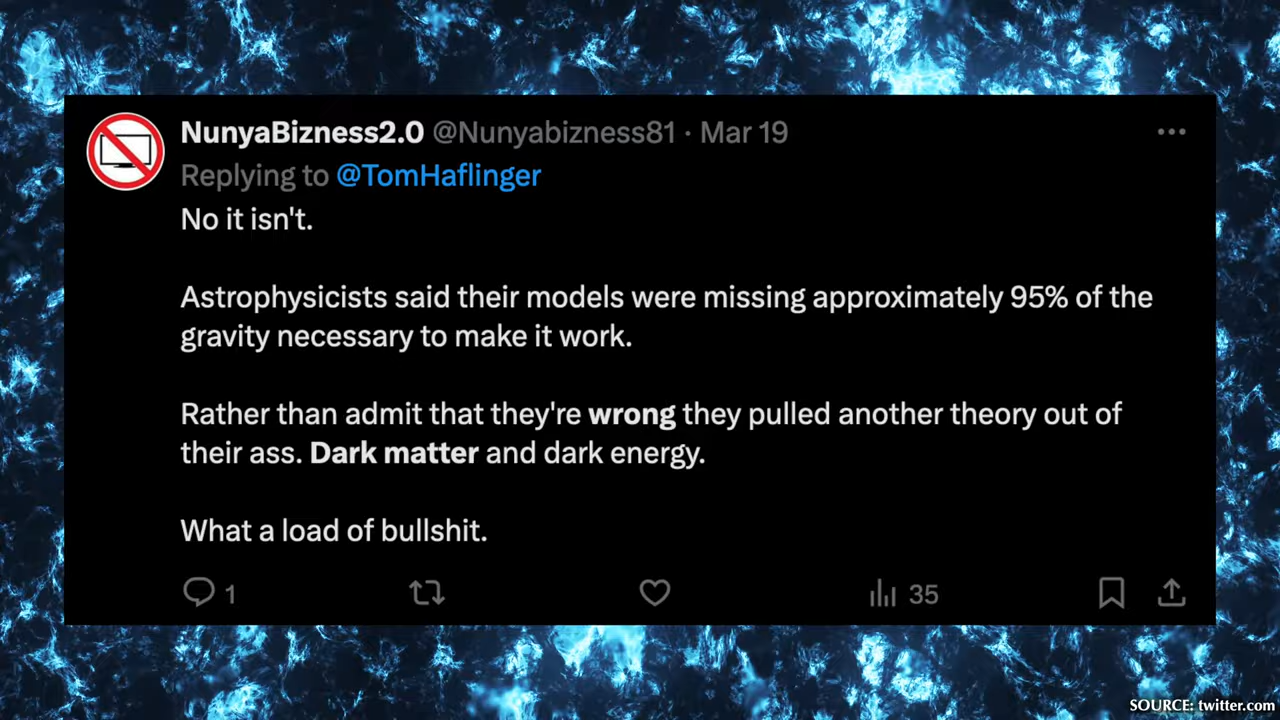 NunyaBizness2.0 @Nunyabizness81 · Mar 19
Replying to @TomHaflinger
No it isn't.
Astrophysicists said their models were missing approximately 95% of the
gravity necessary to make it work.
Rather than admit that they're wrong they pulled another theory out of
their ass. Dark matter and dark energy.
What a load of bullshit.
1 35
SOURCE: twitter.com